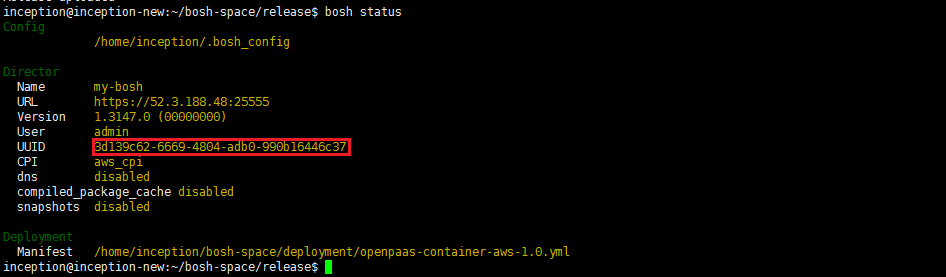 inception@inception-new:~/bosh-space/release$ bosh status
Config
/home/inception/.bosh_config
Director
Name my-bosh
URL https://52.3.188.48:25555
Version 1.3147.0 (00000000)
User admin
UUID 3d139c62-6669-4804-adb0-990b16446c37
CPI aws_cpi
dns disabled
compiled_package_cache disabled
snapshots disabled
Deployment
Manifest /home/inception/bosh-space/deployment/openpaas-container-aws-1.0.yml
inception@inception-new:~/bosh-space/release$